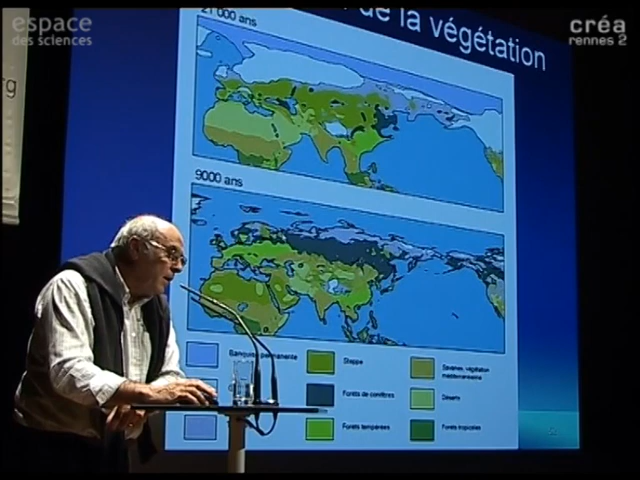 espace
des sciences
créa
rennes 2
de la végétation
21 000 ans
9000 ans
Banquise permanente
Steppe
Savanes, végétation
méditerranéenne
Forêts de conifères
Déserts
Forêts tempérées
Forêts tropicales